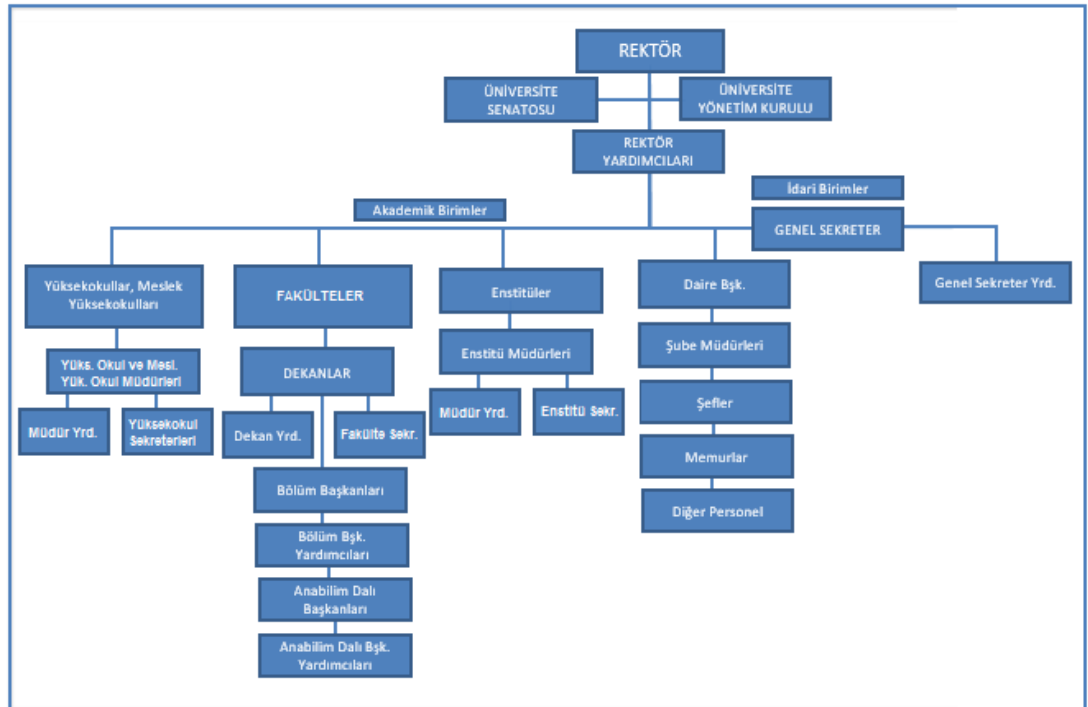 REKTÖR
ÜNİVERSİTE
SENATOSU
ÜNİVERSİTE
YÖNETİM KURULU
REKTÖR
YARDIMCILARI
İdari Birimler
Akademik Birimler
GENEL SEKRETER
Genel Sekreter Yrd.
Yüksekokullar, Meslek
Yüksekokulları
FAKÜLTELER
Enstitüler
Daire Bşk.
Yüks. Okul ve Mesl.
Yük. Okul Müdürleri
DEKANLAR
Enstitü Müdürleri
Şube Müdürleri
Müdür Yrd.
Yüksekokul
Sekreterleri
Dekan Yrd.
Fakülte Sekr.
Müdür Yrd.
Enstitü Sekr.
Şefler
Memurlar
Bölüm Başkanları
Diğer Personel
Bölüm Bşk.
Yardımcıları
Anabilim Dalı
Başkanları
Anabilim Dalı Bşk.
Yardımcıları